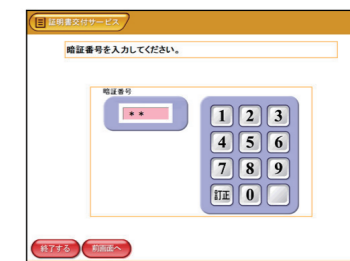 証明書交付サービス
暗証番号を入力してください。
暗証番号
* *
1 2 3
4 5 6
7 8 9
訂正 0
終了する 前画面へ